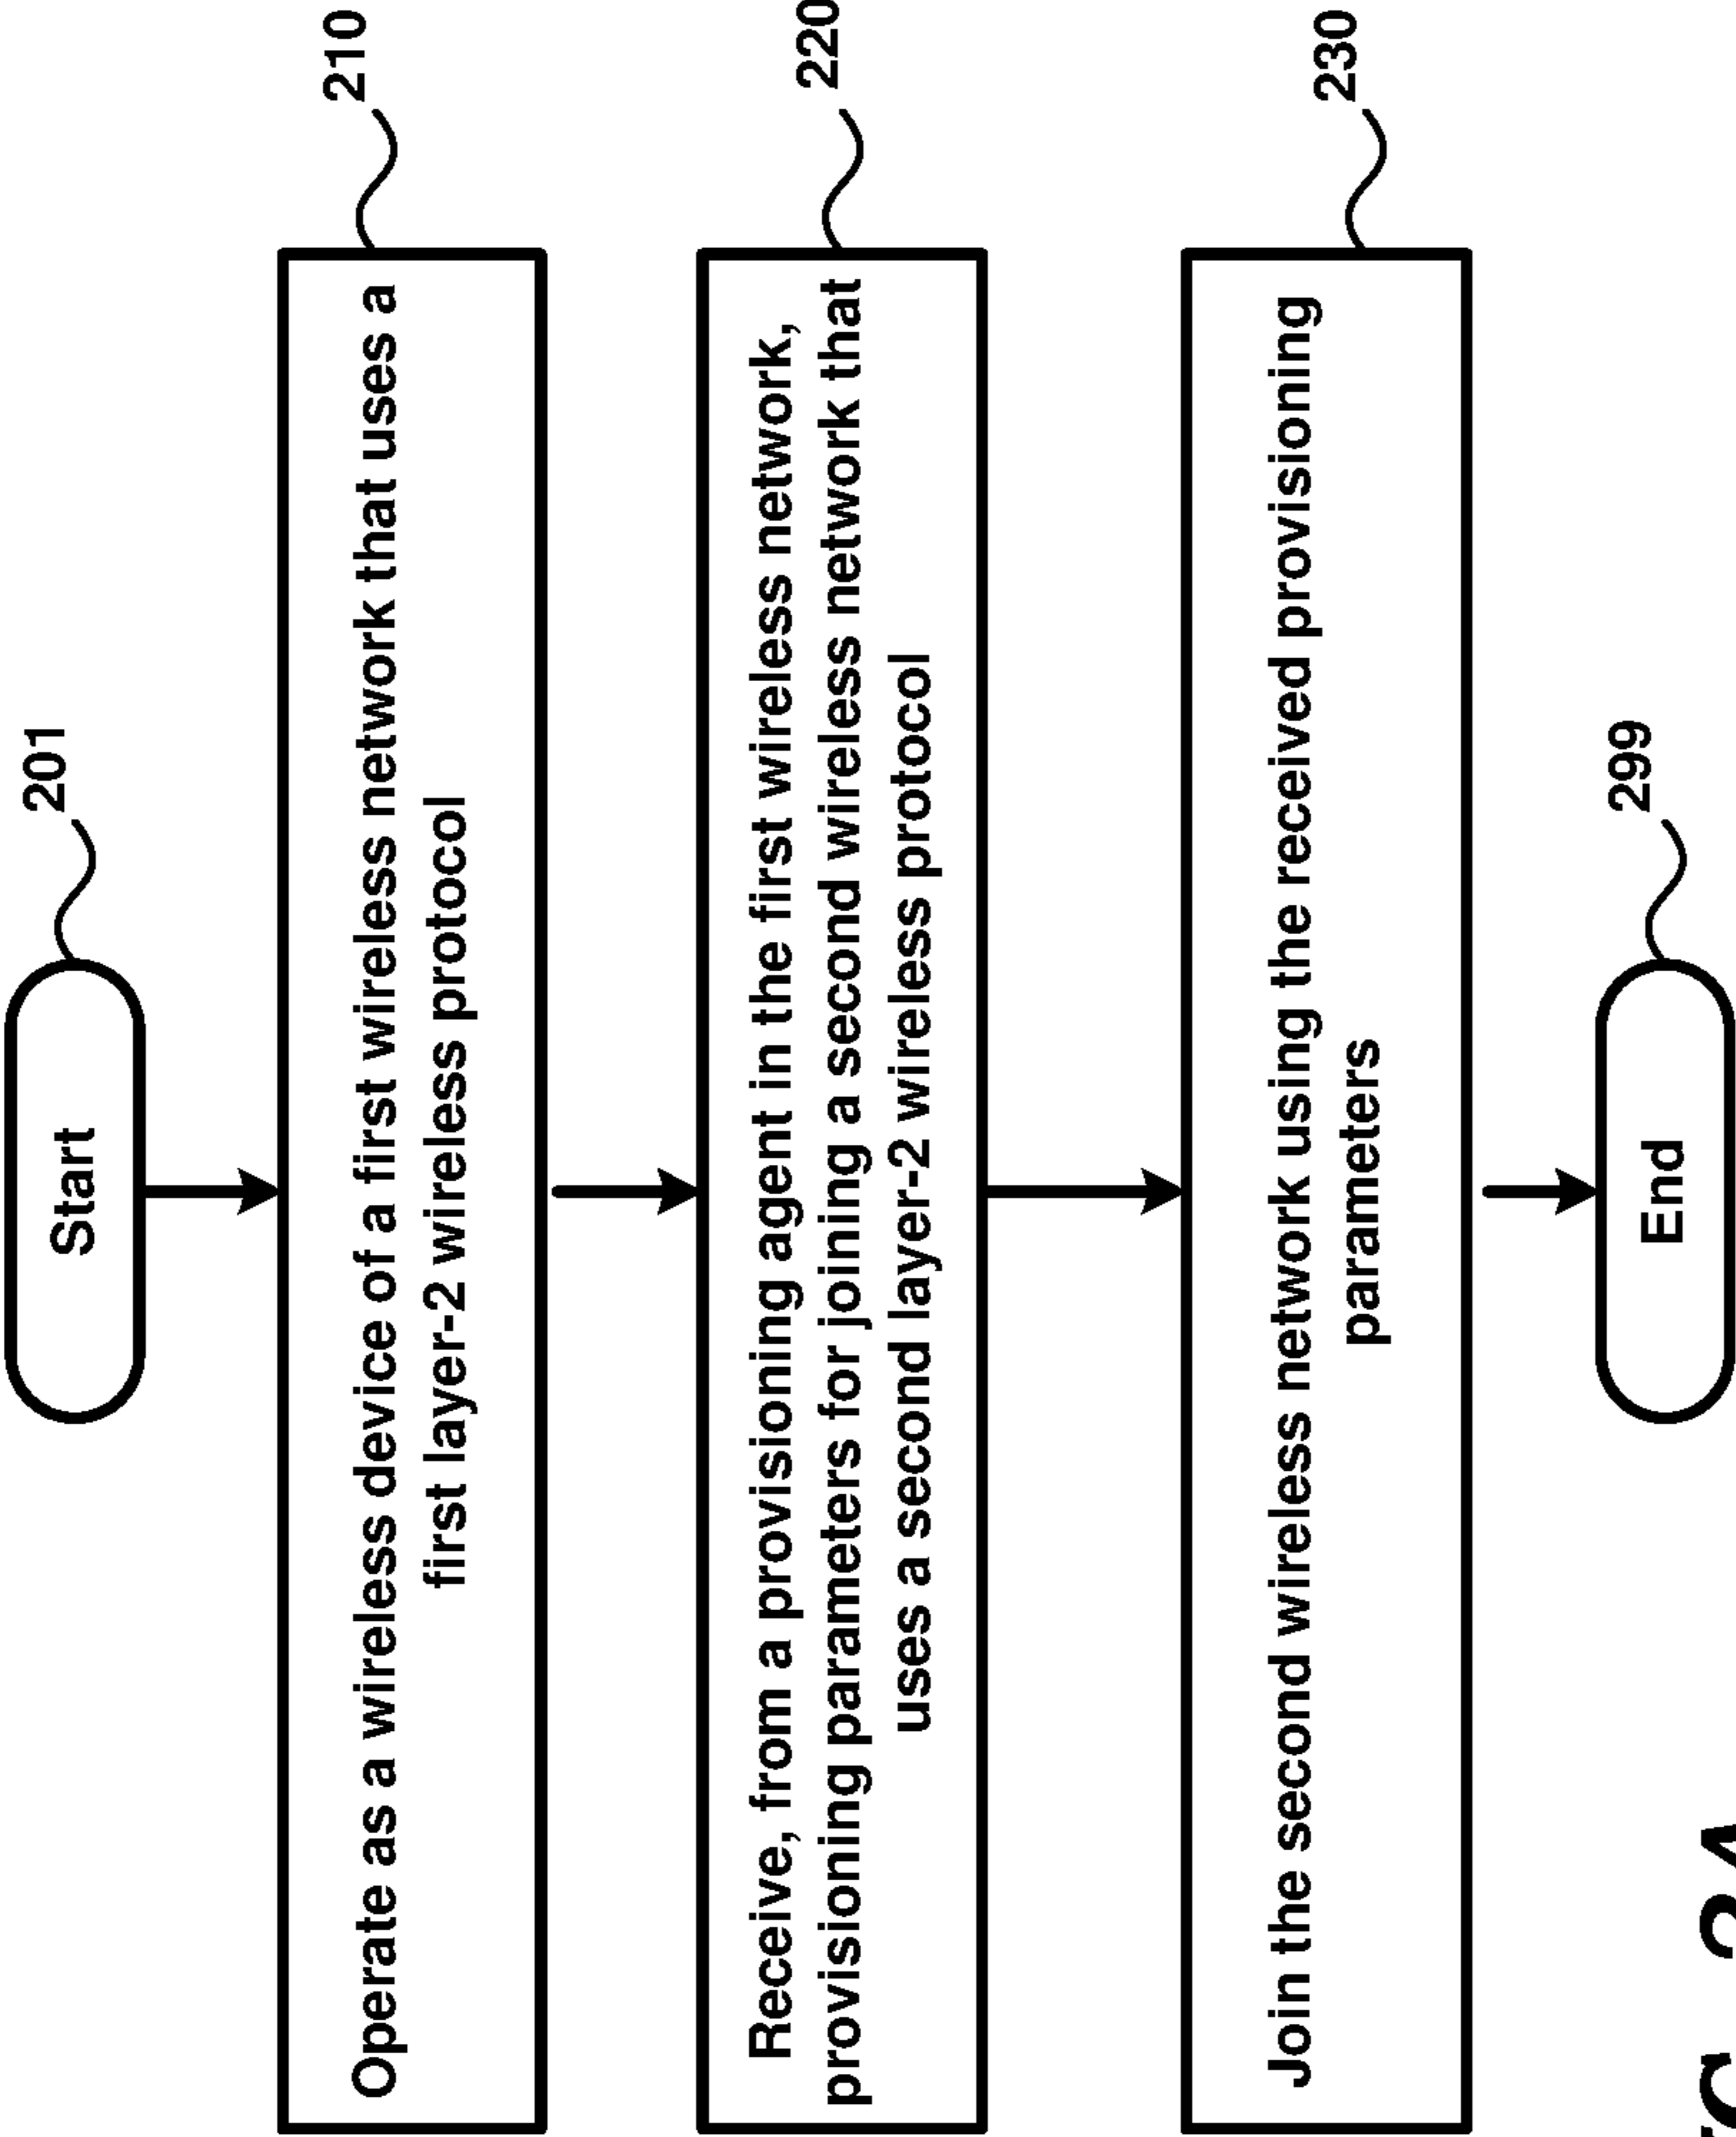 Start
201
Operate as a wireless device of a first wireless network that uses a
first layer-2 wireless protocol
210
Receive, from a provisioning agent in the first wireless network,
provisioning parameters for joining a second wireless network that
uses a second layer-2 wireless protocol
220
Join the second wireless network using the received provisioning
parameters
230
End
299